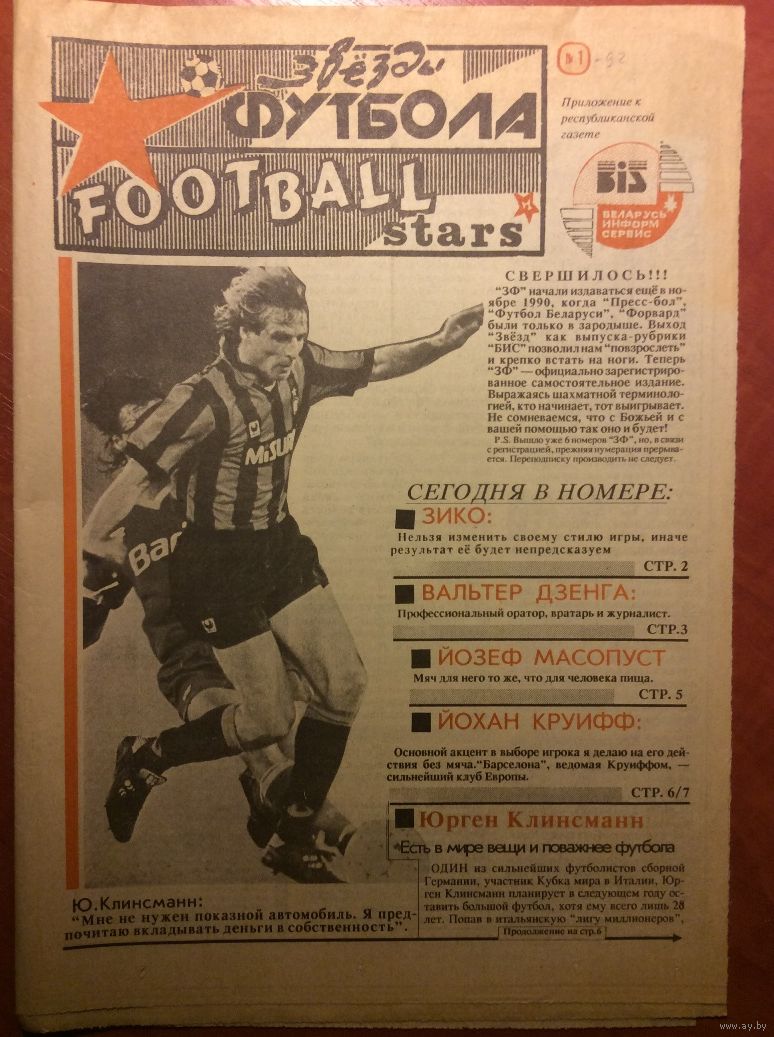 звёзды
ФУТБОЛА
FOOTBALL
stars
№1-92
Приложение к
республиканской
газете
BiS
БЕЛАРУСЬ
ИНФОРМ
СЕРВИС
СВЕРШИЛОСЬ!!!
"ЗФ" начали издаваться ещё в но-
ябре 1990, когда "Пресс-бол",
"Футбол Беларуси", "Форвард"
были только в зародыше. Выход
"Звёзд" как выпуска-рубрики
"БИС" позволил нам "повзрослеть"
и крепко встать на ноги. Теперь
"ЗФ" — официально зарегистриро-
ванное самостоятельное издание.
Выражаясь шахматной терминоло-
гией, кто начинает, тот выигрывает.
Не сомневаемся, что с Божьей и с
вашей помощью так оно и будет!
P.S. Вышло уже 6 номеров "ЗФ", но, в связи
с регистрацией, прежняя нумерация прерыва-
ется. Переподписку производить не следует.
СЕГОДНЯ В НОМЕРЕ:
ЗИКО:
Нельзя изменить своему стилю игры, иначе
результат её будет непредсказуем
СТР. 2
ВАЛЬТЕР ДЗЕНГА:
Профессиональный оратор, вратарь и журналист.
СТР.3
ЙОЗЕФ МАСОПУСТ
Мяч для него то же, что для человека пища.
СТР. 5
ЙОХАН КРУИФФ:
Основной акцент в выборе игрока я делаю на его дей-
ствия без мяча."Барселона", ведомая Круиффом, —
сильнейший клуб Европы.
СТР. 6/7
Юрген Клинсманн
Есть в мире вещи и поважнее футбола
ОДИН из сильнейших футболистов сборной
Германии, участник Кубка мира в Италии, Юр-
ген Клинсманн планирует в следующем году ос-
тавить большой футбол, хотя ему всего лишь 28
лет. Попав в итальянскую "лигу миллионеров",
Продолжение на стр.6
MISURA
Bari
Ю.Клинсманн:
"Мне не нужен показной автомобиль. Я пред-
почитаю вкладывать деньги в собственность".
www.ay.by